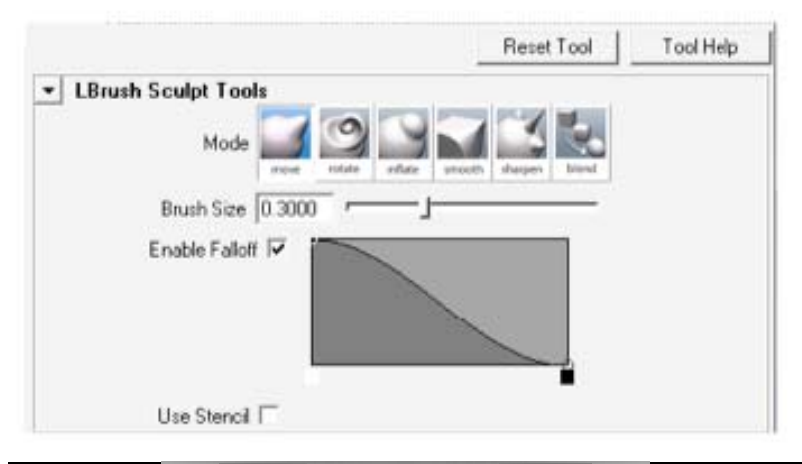 Reset Tool Tool Help
LBrush Sculpt Tools
Mode
move rotate inflate smooth sharpen blend
Brush Size 0.3000
Enable Falloff
Use Stencil